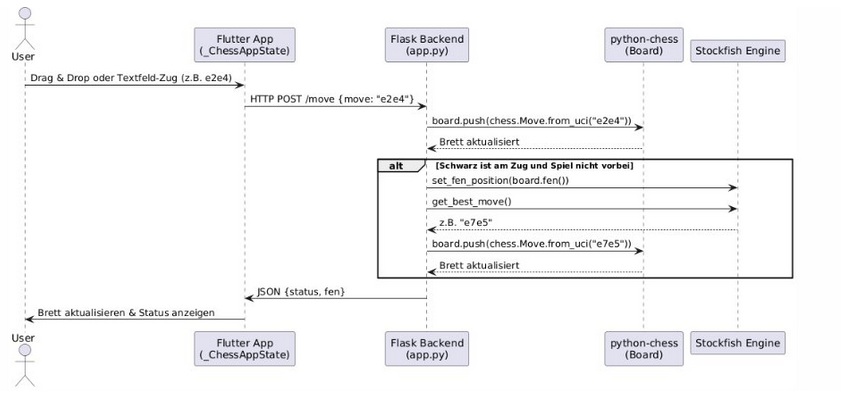 User
Flutter App
(_ChessAppState)
Flask Backend
(app.py)
python-chess
(Board)
Stockfish Engine
Drag & Drop oder Textfeld-Zug (z.B. e2e4)
HTTP POST /move {move: "e2e4"}
board.push(chess.Move.from_uci("e2e4"))
Brett aktualisiert
alt [Schwarz ist am Zug und Spiel nicht vorbei]
set_fen_position(board.fen())
get_best_move()
z.B. "e7e5"
board.push(chess.Move.from_uci("e7e5"))
Brett aktualisiert
JSON {status, fen}
Brett aktualisieren & Status anzeigen
User
Flutter App
(_ChessAppState)
Flask Backend
(app.py)
python-chess
(Board)
Stockfish Engine